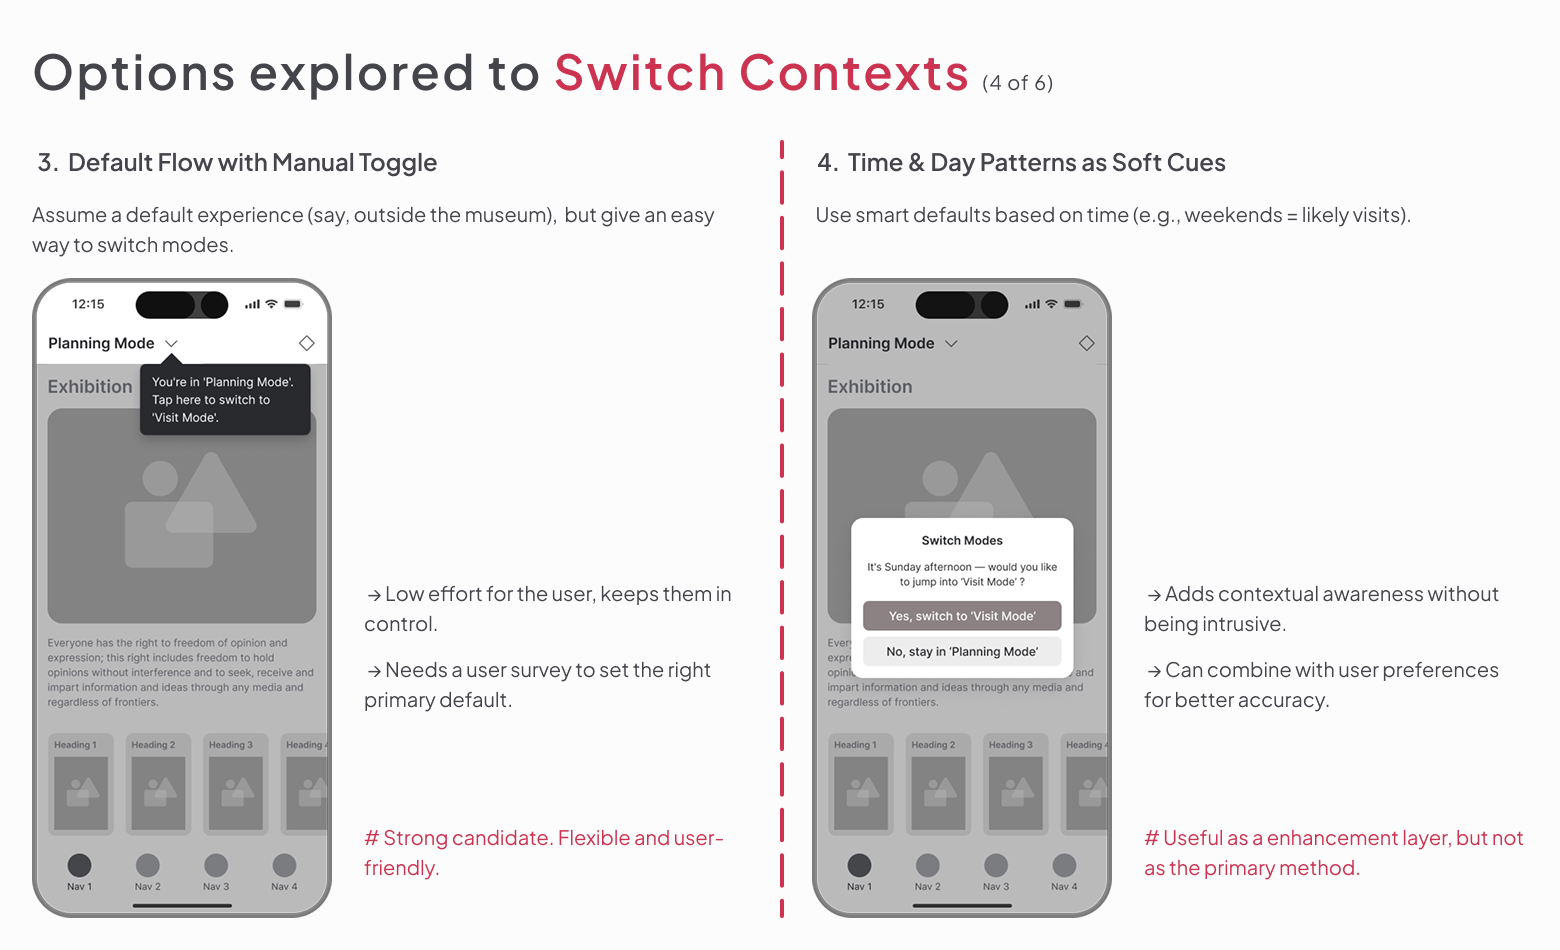 Options explored to Switch Contexts (4 of 6)
3. Default Flow with Manual Toggle
Assume a default experience (say, outside the museum), but give an easy
way to switch modes.
12:15
Planning Mode
You're in 'Planning Mode'.
Tap here to switch to
'Visit Mode'.
Exhibition
Everyone has the right to freedom of opinion and
expression; this right includes freedom to hold
opinions without interference and to seek, receive and
impart information and ideas through any media and
regardless of frontiers.
Heading 1
Heading 2
Heading 3
Heading 4
Nav 1
Nav 2
Nav 3
Nav 4
→ Low effort for the user, keeps them in
control.
→ Needs a user survey to set the right
primary default.
# Strong candidate. Flexible and user-
friendly.
4. Time & Day Patterns as Soft Cues
Use smart defaults based on time (e.g., weekends = likely visits).
12:15
Planning Mode
Exhibition
Switch Modes
It's Sunday afternoon — would you like
to jump into ‘Visit Mode’ ?
Yes, switch to ‘Visit Mode’
No, stay in ‘Planning Mode’
and
impart information and ideas through any media and
regardless of frontiers.
Heading 1
Heading 2
Heading 3
Heading 4
Nav 1
Nav 2
Nav 3
Nav 4
→ Adds contextual awareness without
being intrusive.
→ Can combine with user preferences
for better accuracy.
# Useful as a enhancement layer, but not
as the primary method.